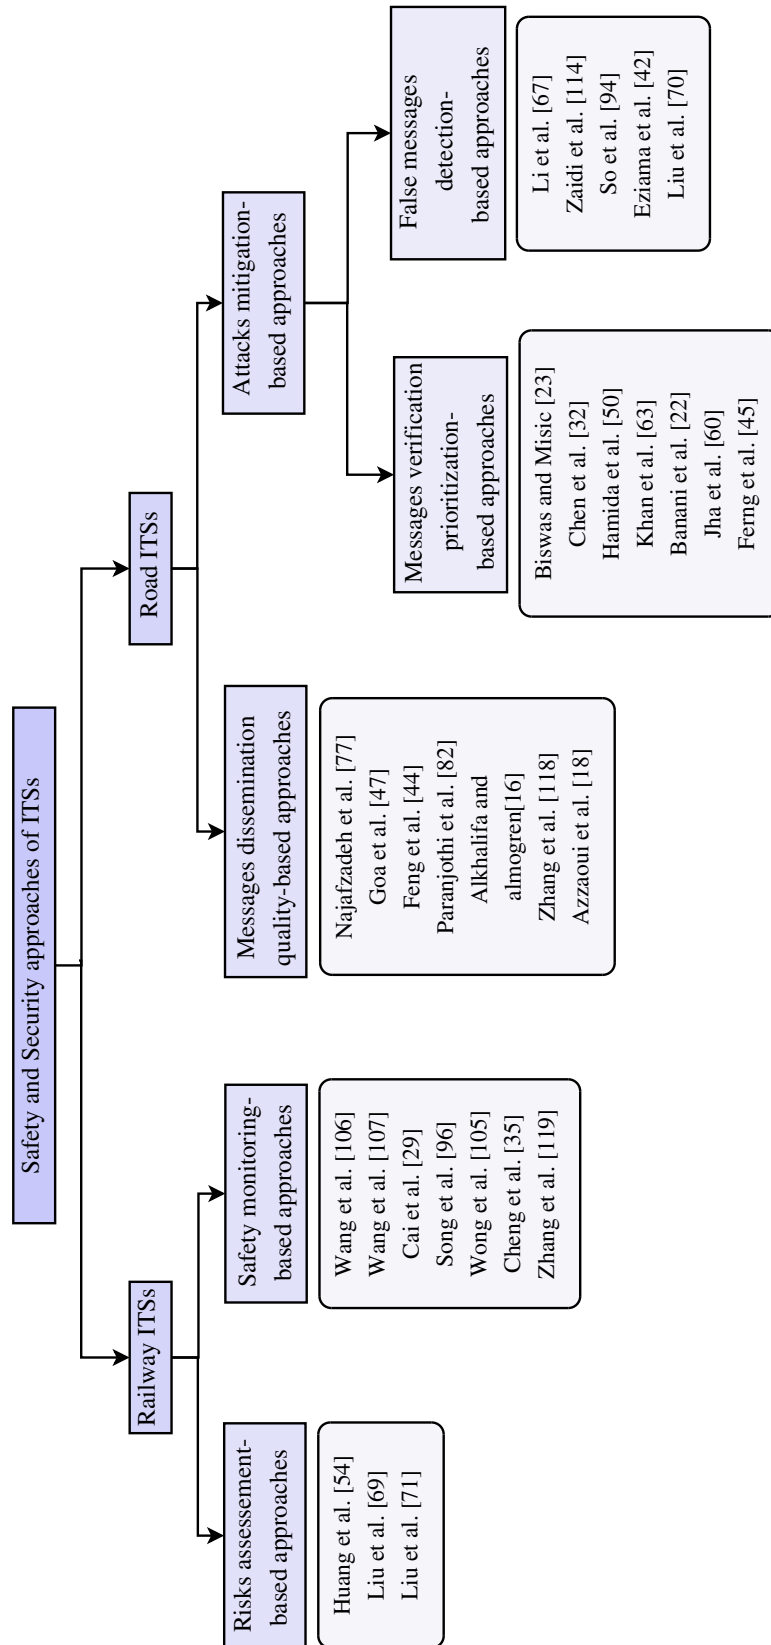 Safety and Security approaches of ITSs
Railway ITSs
Road ITSs
Risks assessement-
based approaches
Safety monitoring-
based approaches
Messages dissemination
quality-based approaches
Attacks mitigation-
based approaches
Huang et al. [54]
Liu et al. [69]
Liu et al. [71]
Wang et al. [106]
Wang et al. [107]
Cai et al. [29]
Song et al. [96]
Wong et al. [105]
Cheng et al. [35]
Zhang et al. [119]
Najafzadeh et al. [77]
Goa et al. [47]
Feng et al. [44]
Paranjothi et al. [82]
Alkhalifa and
almogren[16]
Zhang et al. [118]
Azzaoui et al. [18]
Messages verification
prioritization-
based approaches
False messages
detection-
based approaches
Biswas and Misic [23]
Chen et al. [32]
Hamida et al. [50]
Khan et al. [63]
Banani et al. [22]
Jha et al. [60]
Ferng et al. [45]
Li et al. [67]
Zaidi et al. [114]
So et al. [94]
Eziama et al. [42]
Liu et al. [70]